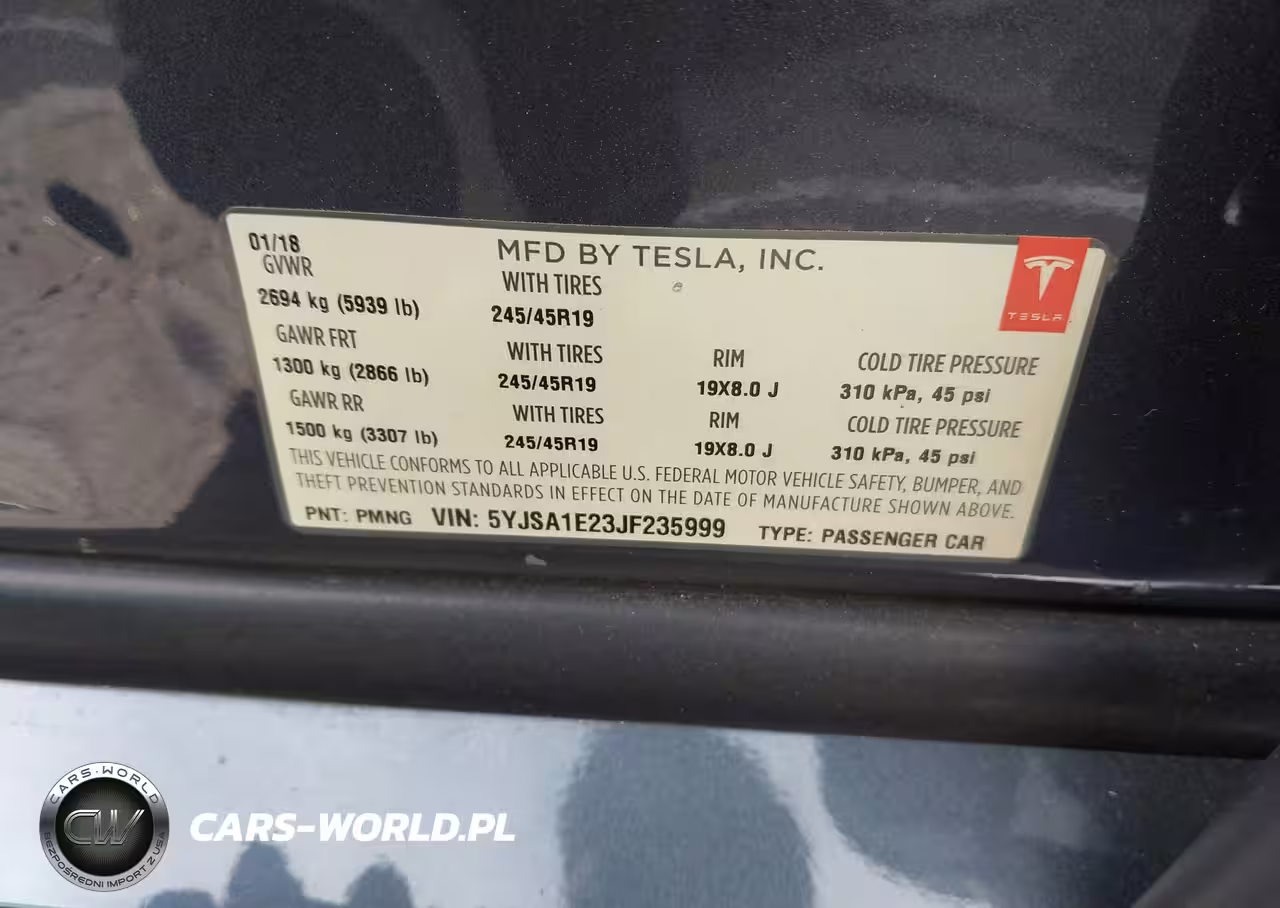 01/18 MFD BY TESLA, INC.
GVWR WITH TIRES
2694 kg (5939 lb) 245/45R19
TESLA
GAWR FRT WITH TIRES RIM COLD TIRE PRESSURE
1300 kg (2866 lb) 245/45R19 19X8.0 J 310 kPa, 45 psi
GAWR RR WITH TIRES RIM COLD TIRE PRESSURE
1500 kg (3307 lb) 245/45R19 19X8.0 J 310 kPa, 45 psi
THIS VEHICLE CONFORMS TO ALL APPLICABLE U.S. FEDERAL MOTOR VEHICLE SAFETY, BUMPER, AND
THEFT PREVENTION STANDARDS IN EFFECT ON THE DATE OF MANUFACTURE SHOWN ABOVE.
PNT: PMNG VIN: 5YJSA1E23JF235999 TYPE: PASSENGER CAR
CARS-WORLD
CW
BEZPOŚREDNI IMPORT Z USA
CARS-WORLD.PL